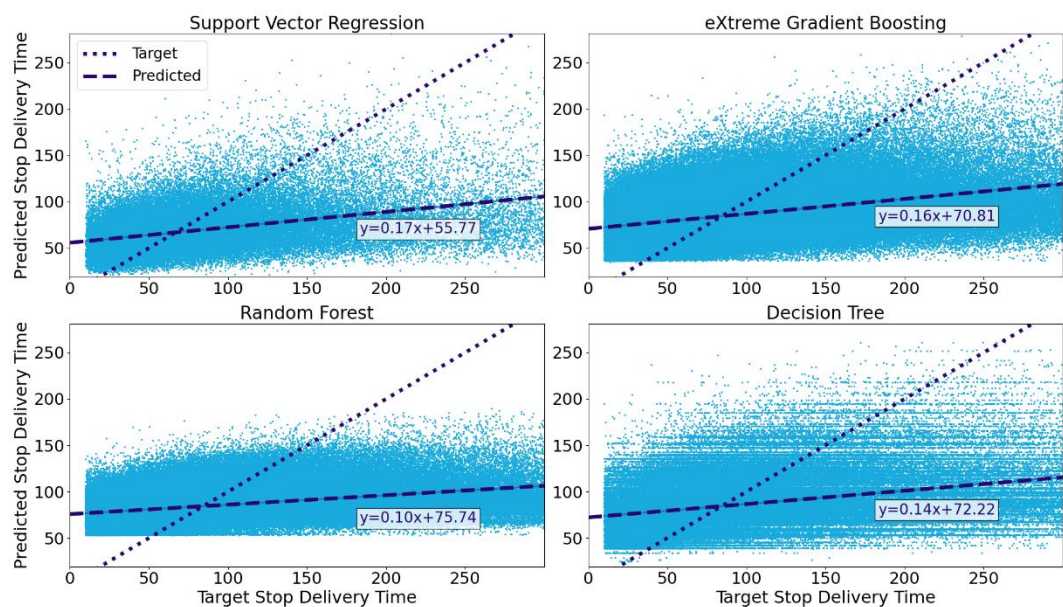 Support Vector Regression
eXtreme Gradient Boosting
Predicted Stop Delivery Time
250
200
150
100
50
Target
Predicted
y=0.17x+55.77
0 50 100 150 200 250
250
200
150
100
50
y=0.16x+70.81
0 50 100 150 200 250
Random Forest
Decision Tree
Predicted Stop Delivery Time
250
200
150
100
50
y=0.10x+75.74
0 50 100 150 200 250
Target Stop Delivery Time
250
200
150
100
50
y=0.14x+72.22
0 50 100 150 200 250
Target Stop Delivery Time